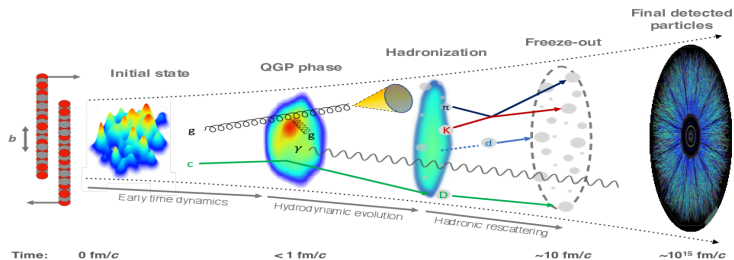 Final detected
particles
Hadronization
Freeze-out
Initial state
QGP phase
b
g
g
γ
c
π
K
d
D
Early time dynamics
Hydrodynamic evolution
Hadronic rescattering
Time: 0 fm/c < 1 fm/c ~10 fm/c ~10¹⁵ fm/c